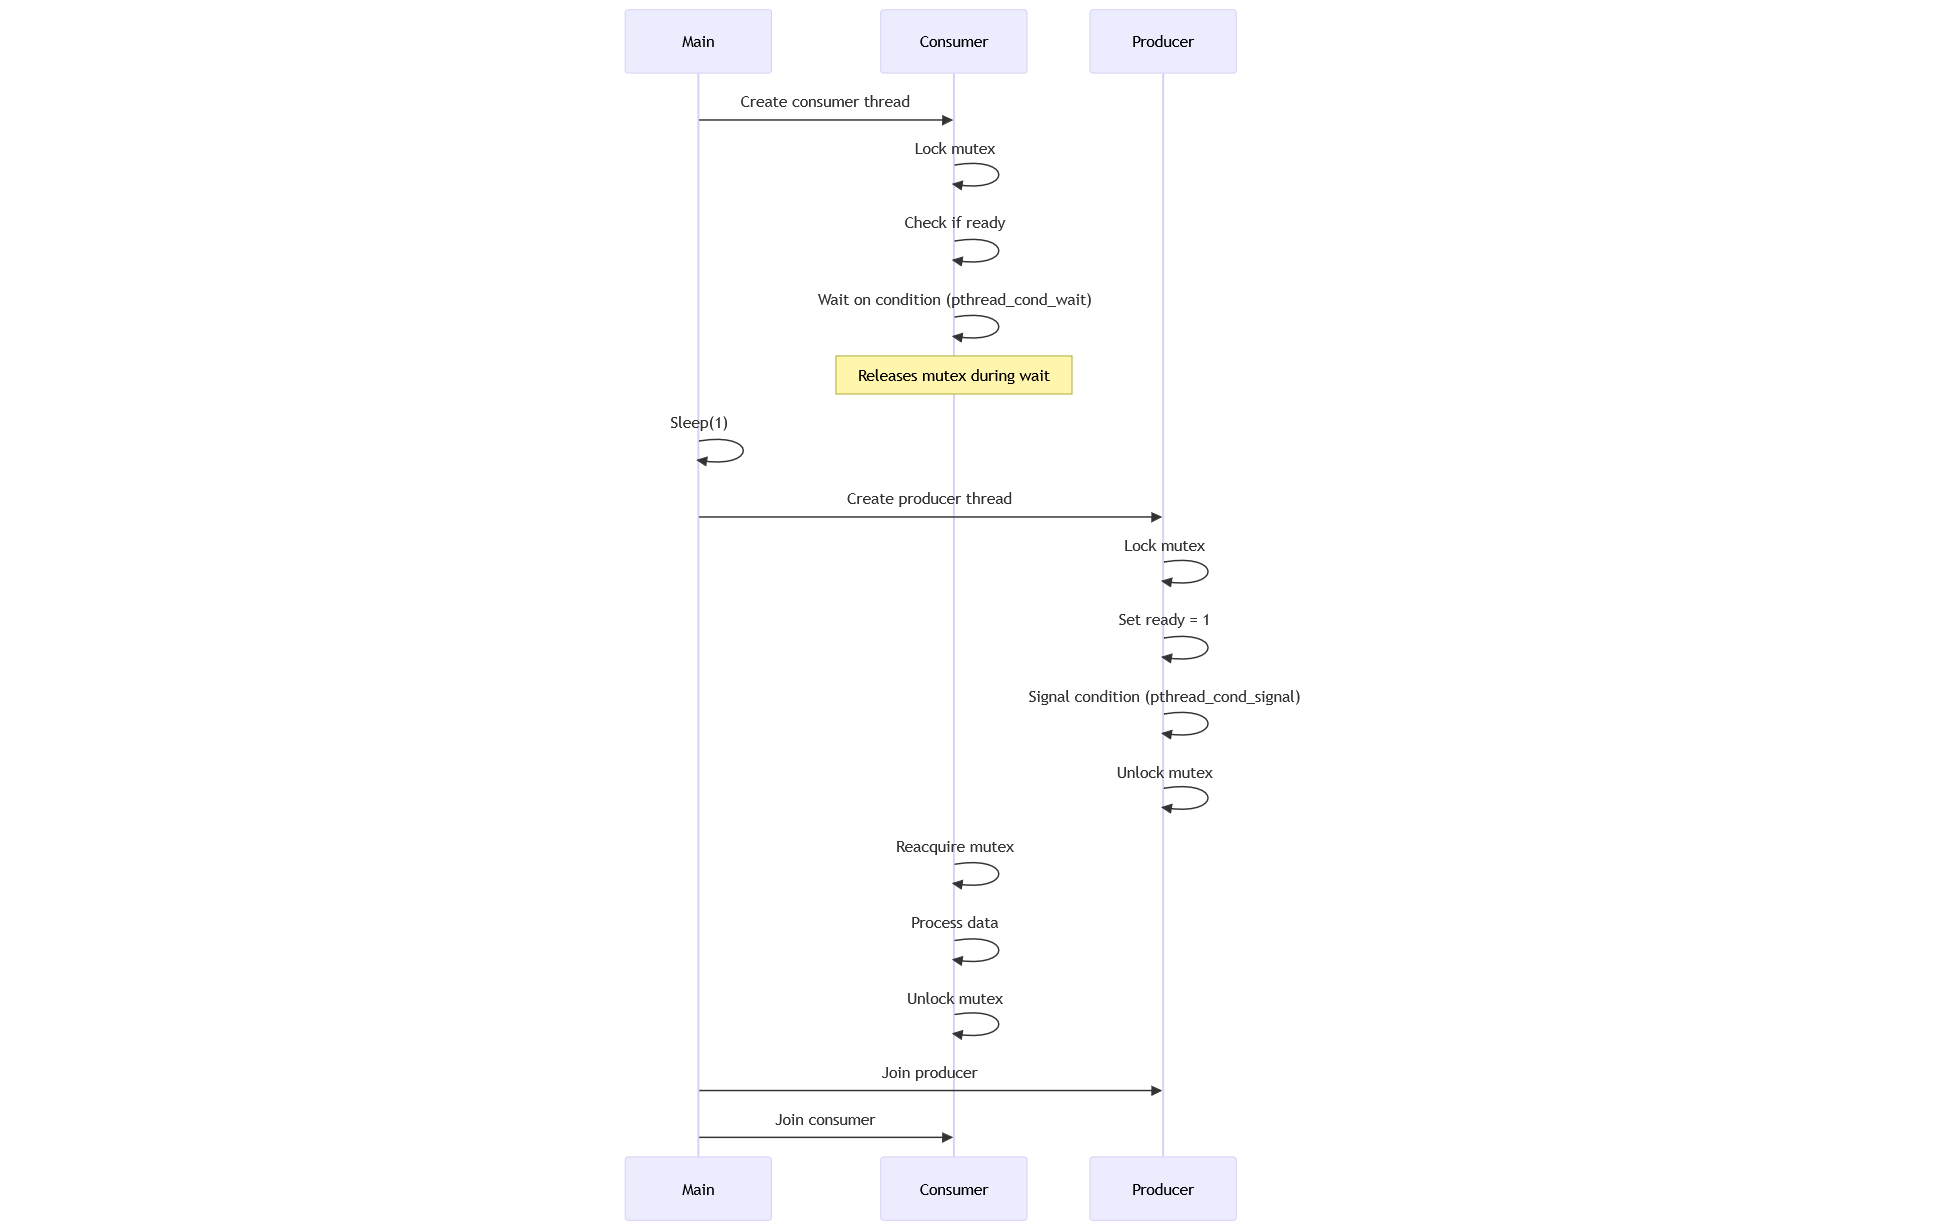 Main
Consumer
Producer
Create consumer thread
Lock mutex
Check if ready
Wait on condition (pthread_cond_wait)
Releases mutex during wait
Sleep(1)
Create producer thread
Lock mutex
Set ready = 1
Signal condition (pthread_cond_signal)
Unlock mutex
Reacquire mutex
Process data
Unlock mutex
Join producer
Join consumer
Main
Consumer
Producer